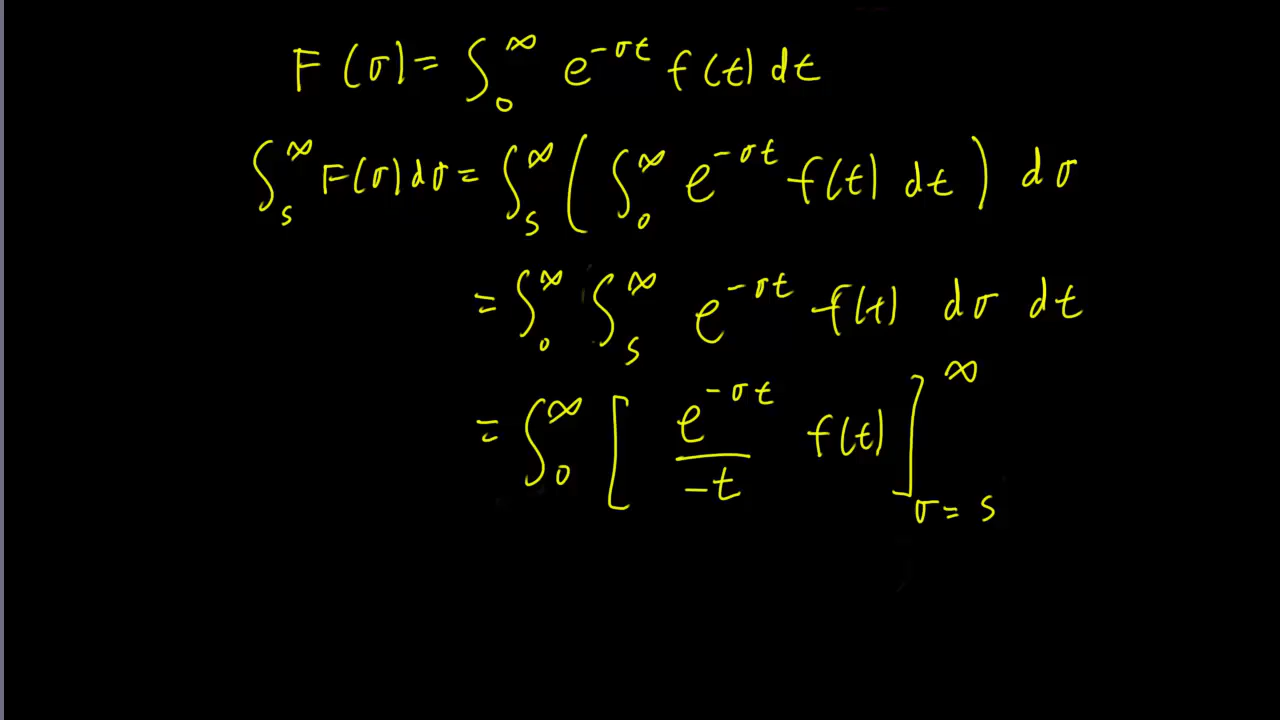 F(σ) = ∫₀^∞ e^{-σt} f(t) dt
∫ₛ^∞ F(σ) dσ = ∫ₛ^∞ ( ∫₀^∞ e^{-σt} f(t) dt ) dσ
= ∫₀^∞ ∫ₛ^∞ e^{-σt} f(t) dσ dt
= ∫₀^∞ [ e^{-σt} / -t f(t) ]_{σ=s}^∞